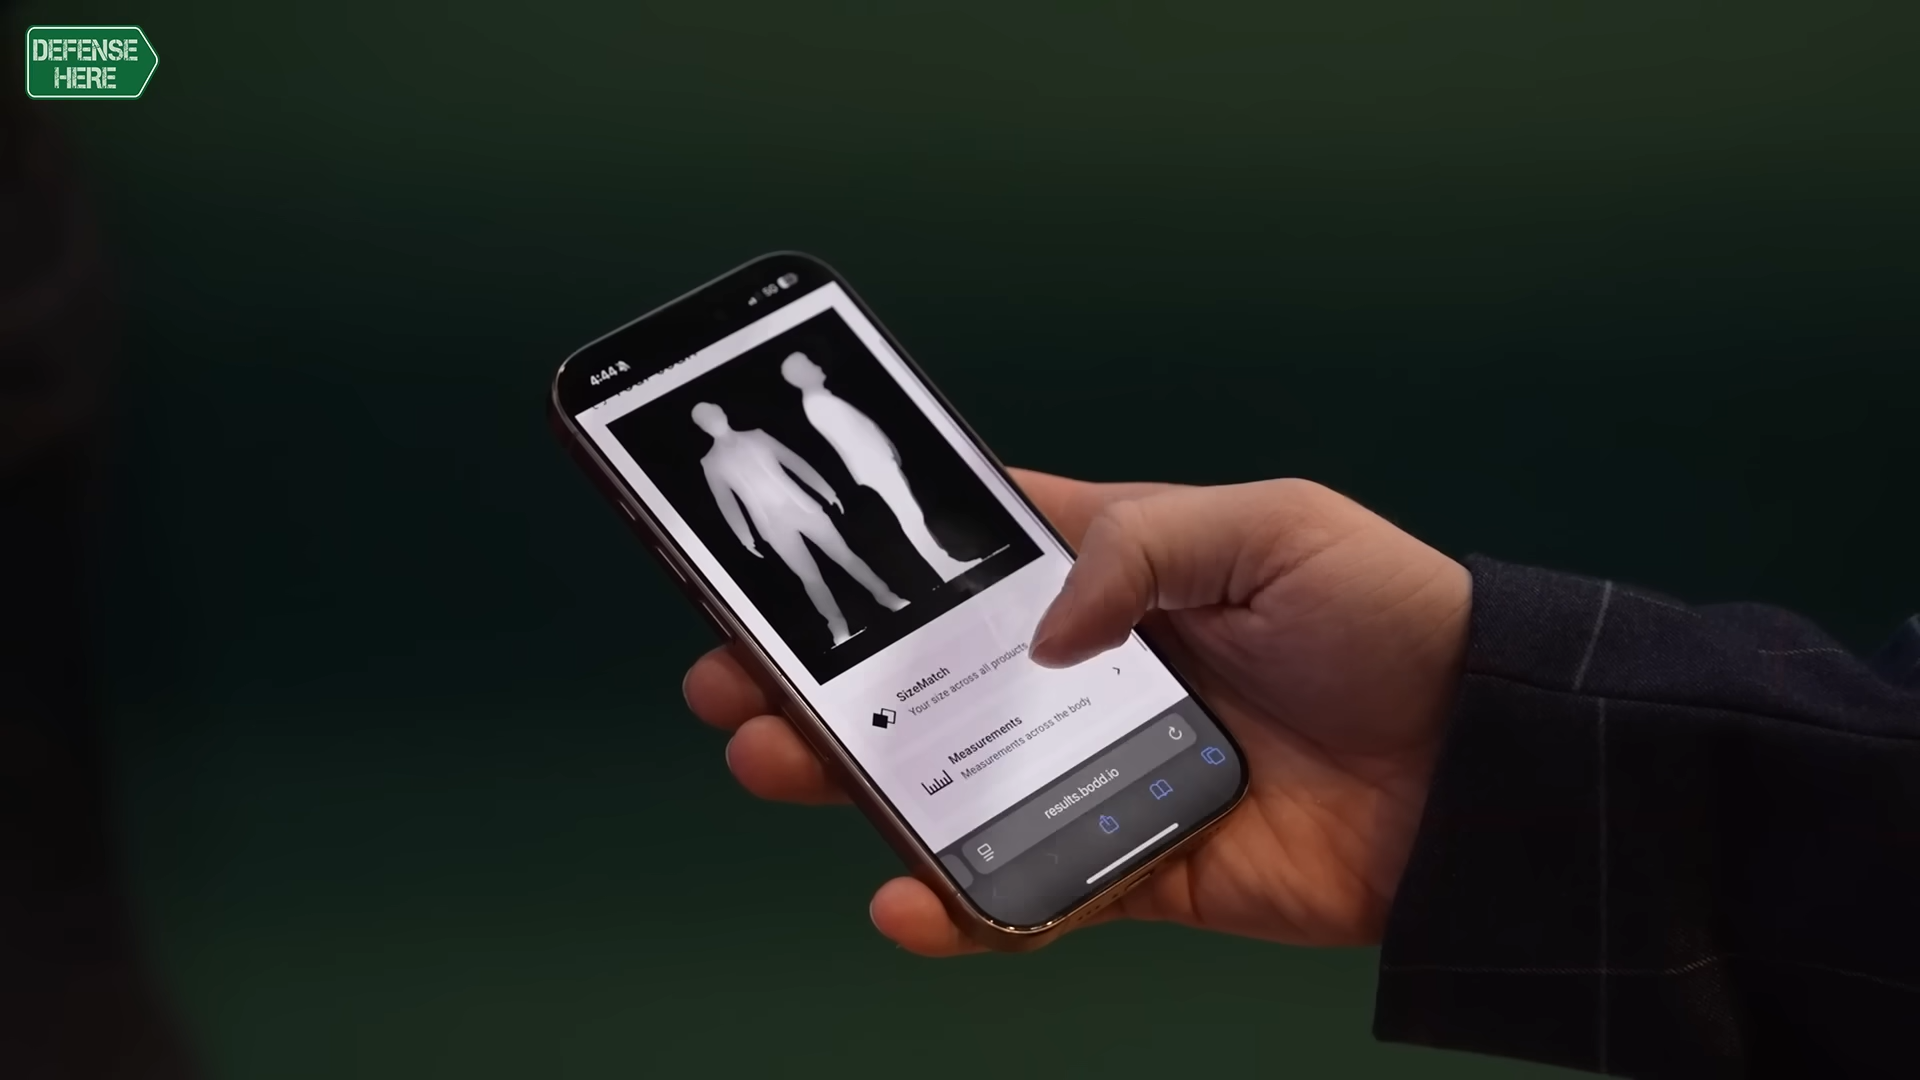 DEFENSE
HERE
4:44
5G
SizeMatch
Your size across all products
Measurements
Measurements across the body
results.bodd.io